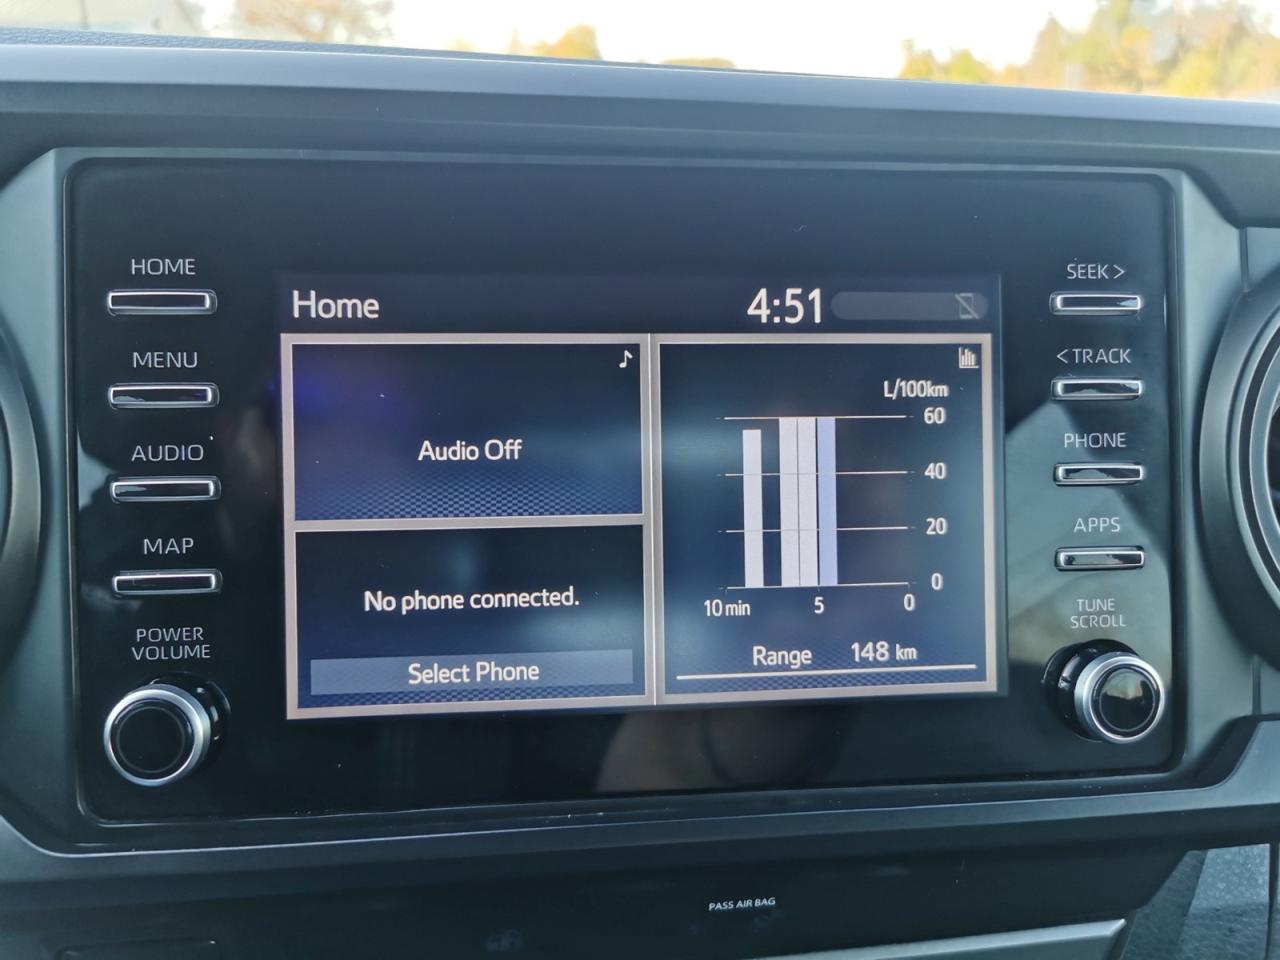 HOME
MENU
AUDIO
MAP
POWER
VOLUME
Home
4:51
Audio Off
No phone connected.
Select Phone
L/100km
60
40
20
0
10 min
5
0
Range 148 km
SEEK >
< TRACK
PHONE
APPS
TUNE
SCROLL
PASS AIR BAG